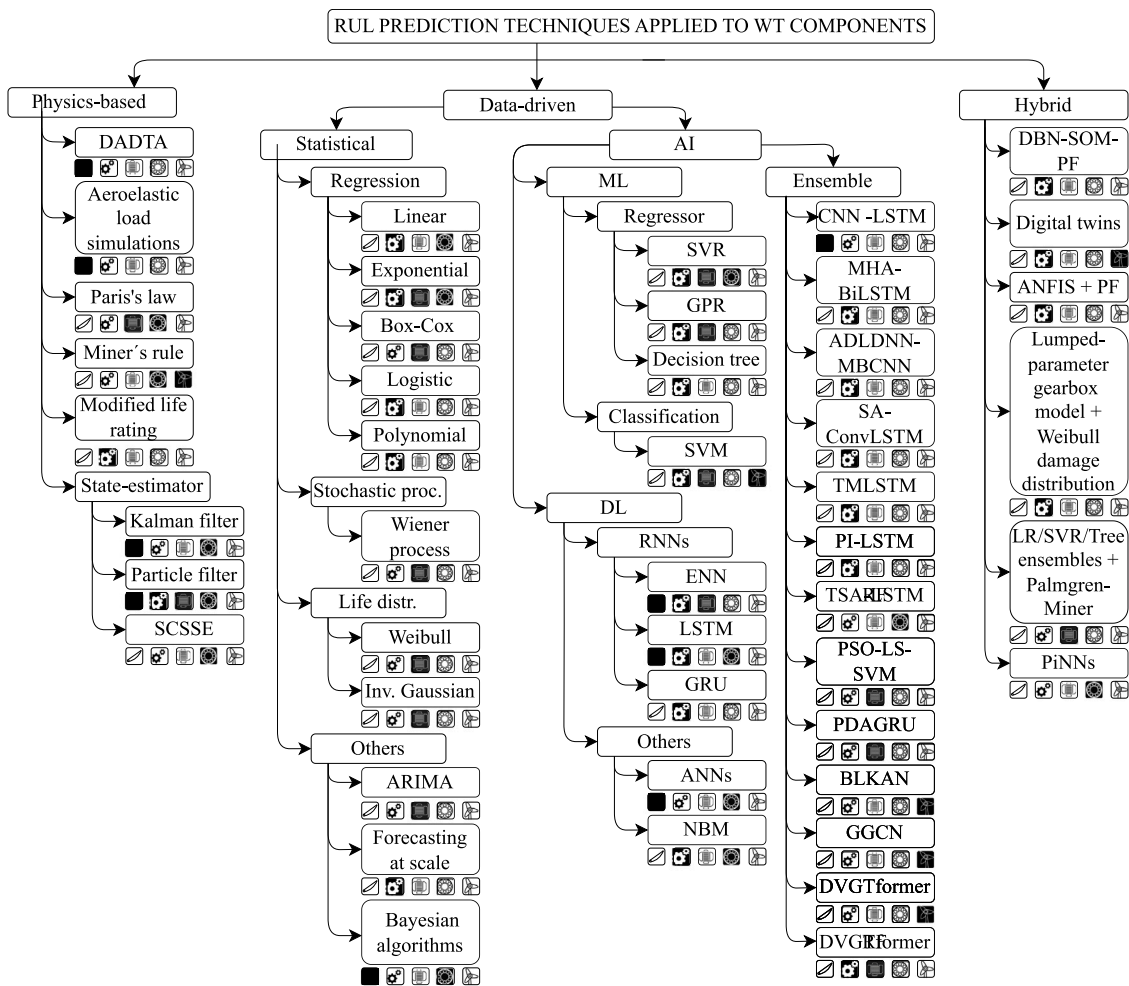 RUL PREDICTION TECHNIQUES APPLIED TO WT COMPONENTS
Physics-based
DADTA
Aeroelastic
load
simulations
Paris's law
Miner´s rule
Modified life
rating
State-estimator
Kalman filter
Particle filter
SCSSE
Data-driven
Statistical
Regression
Linear
Exponential
Box-Cox
Logistic
Polynomial
Stochastic proc.
Wiener
process
Life distr.
Weibull
Inv. Gaussian
Others
ARIMA
Forecasting
at scale
Bayesian
algorithms
AI
ML
Regressor
SVR
GPR
Decision tree
Classification
SVM
DL
RNNs
ENN
LSTM
GRU
Others
ANNs
NBM
Ensemble
CNN -LSTM
MHA-
BiLSTM
ADLDNN-
MBCNN
SA-
ConvLSTM
TMLSTM
PI-LSTM
PSO-LS-
SVM
PDAGRU
BLKAN
GGCN
DVGTformer
Hybrid
DBN-SOM-
PF
Digital twins
ANFIS + PF
Lumped-
parameter
gearbox
model +
Weibull
damage
distribution
LR/SVR/Tree
ensembles +
Palmgren-
Miner
PiNNs